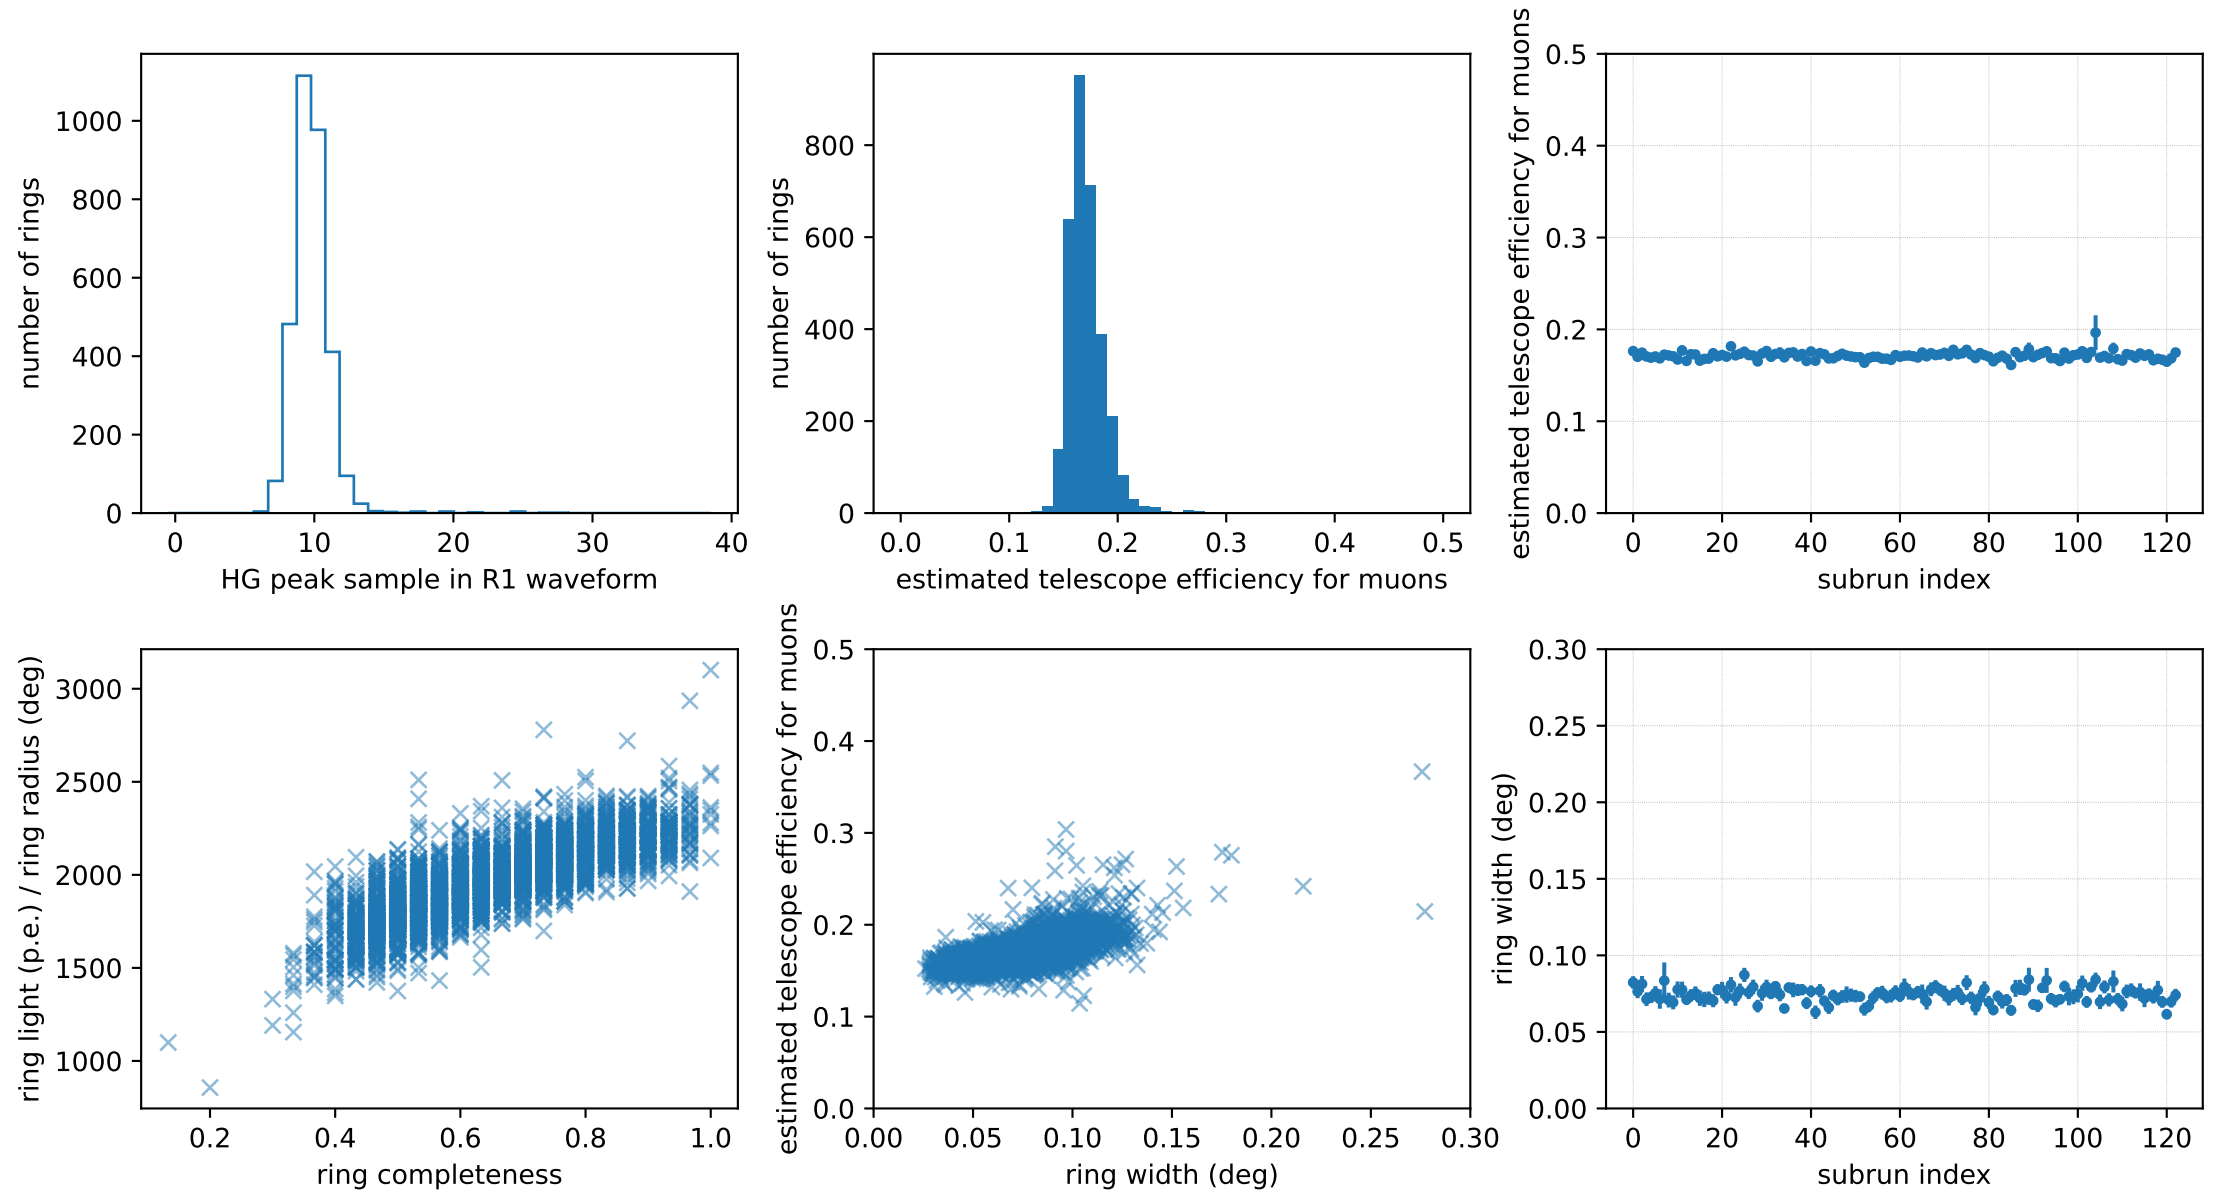 1000
800
600
400
200
0
number of rings
0 10 20 30 40
HG peak sample in R1 waveform
800
600
400
200
0
number of rings
0.0 0.1 0.2 0.3 0.4 0.5
estimated telescope efficiency for muons
0.5
0.4
0.3
0.2
0.1
0.0
estimated telescope efficiency for muons
0 20 40 60 80 100 120
subrun index
3000
2500
2000
1500
1000
ring light (p.e.) / ring radius (deg)
0.2 0.4 0.6 0.8 1.0
ring completeness
0.5
0.4
0.3
0.2
0.1
0.0
estimated telescope efficiency for muons
0.00 0.05 0.10 0.15 0.20 0.25 0.30
ring width (deg)
0.30
0.25
0.20
0.15
0.10
0.05
0.00
ring width (deg)
0 20 40 60 80 100 120
subrun index